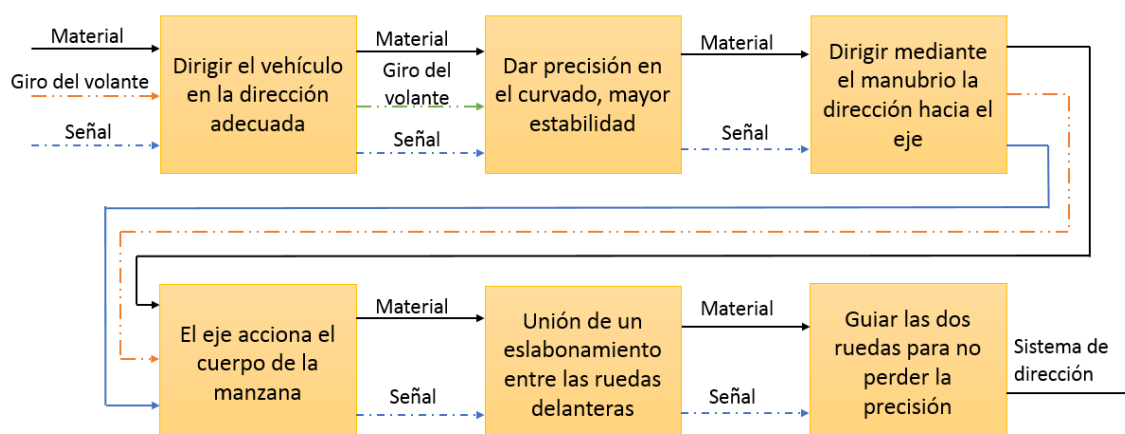 Material
Giro del volante
Señal
Dirigir el vehículo
en la dirección
adecuada
Material
Giro del
volante
Señal
Dar precisión en
el curvado, mayor
estabilidad
Material
Señal
Dirigir mediante
el manubrio la
dirección hacia el
eje
El eje acciona el
cuerpo de la
manzana
Material
Señal
Unión de un
eslabonamiento
entre las ruedas
delanteras
Material
Señal
Guiar las dos
ruedas para no
perder la
precisión
Sistema de
dirección